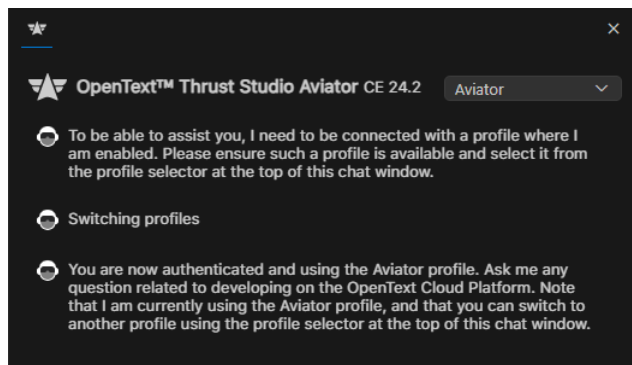 OpenText™ Thrust Studio Aviator CE 24.2 Aviator
To be able to assist you, I need to be connected with a profile where I
am enabled. Please ensure such a profile is available and select it from
the profile selector at the top of this chat window.
Switching profiles
You are now authenticated and using the Aviator profile. Ask me any
question related to developing on the OpenText Cloud Platform. Note
that I am currently using the Aviator profile, and that you can switch to
another profile using the profile selector at the top of this chat window.